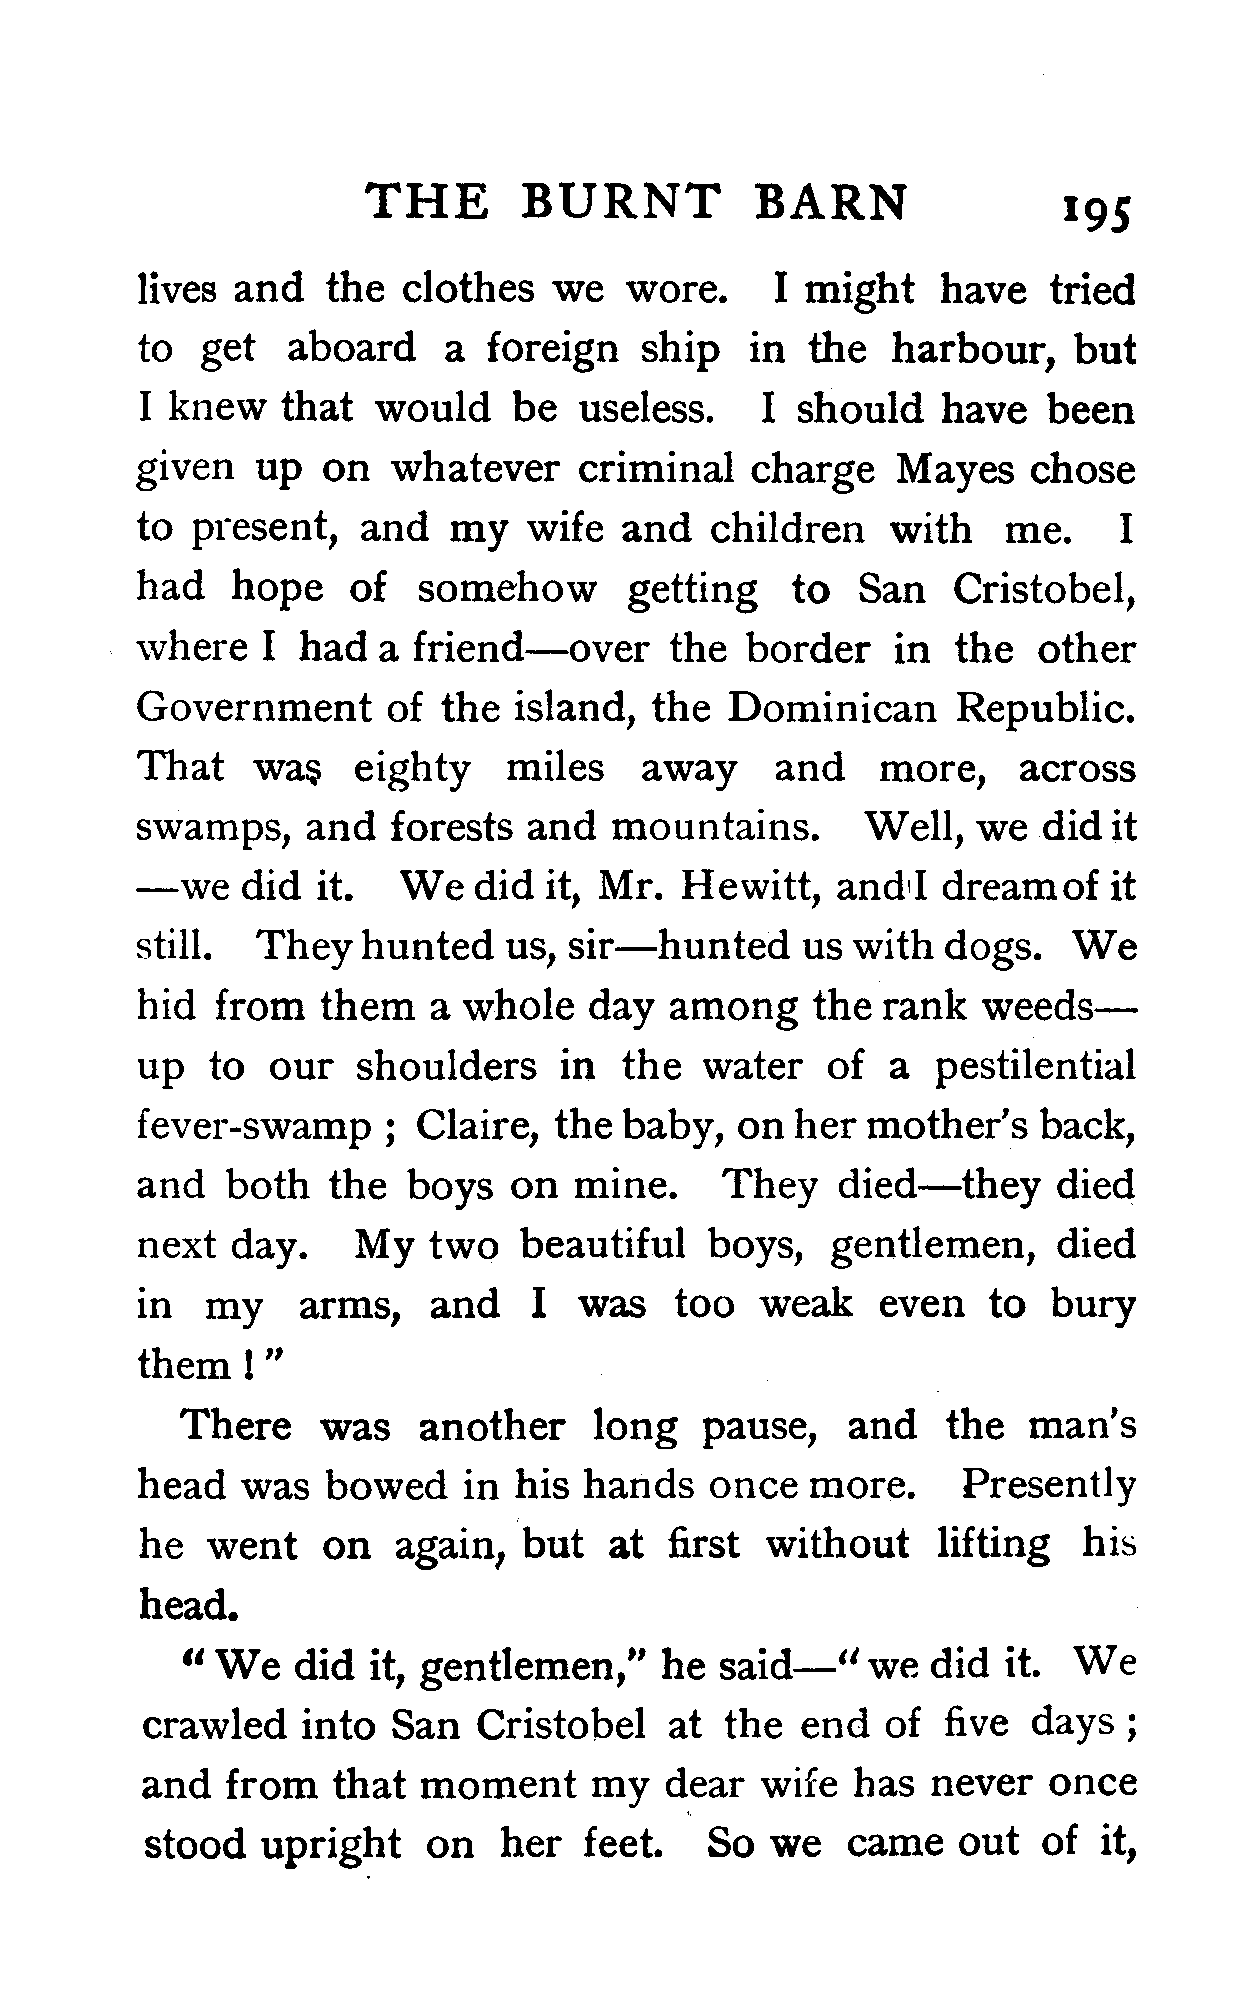 THE BURNT BARN 195
lives and the clothes we wore. I might have tried
to get aboard a foreign ship in the harbour, but
I knew that would be useless. I should have been
given up on whatever criminal charge Mayes chose
to present, and my wife and children with me. I
had hope of somehow getting to San Cristobel,
where I had a friend—over the border in the other
Government of the island, the Dominican Republic.
That was eighty miles away and more, across
swamps, and forests and mountains. Well, we did it
—we did it. We did it, Mr. Hewitt, and I dream of it
still. They hunted us, sir—hunted us with dogs. We
hid from them a whole day among the rank weeds—
up to our shoulders in the water of a pestilential
fever-swamp ; Claire, the baby, on her mother's back,
and both the boys on mine. They died—they died
next day. My two beautiful boys, gentlemen, died
in my arms, and I was too weak even to bury
them ! "
There was another long pause, and the man's
head was bowed in his hands once more. Presently
he went on again, but at first without lifting his
head.
" We did it, gentlemen," he said—" we did it. We
crawled into San Cristobel at the end of five days ;
and from that moment my dear wife has never once
stood upright on her feet. So we came out of it,